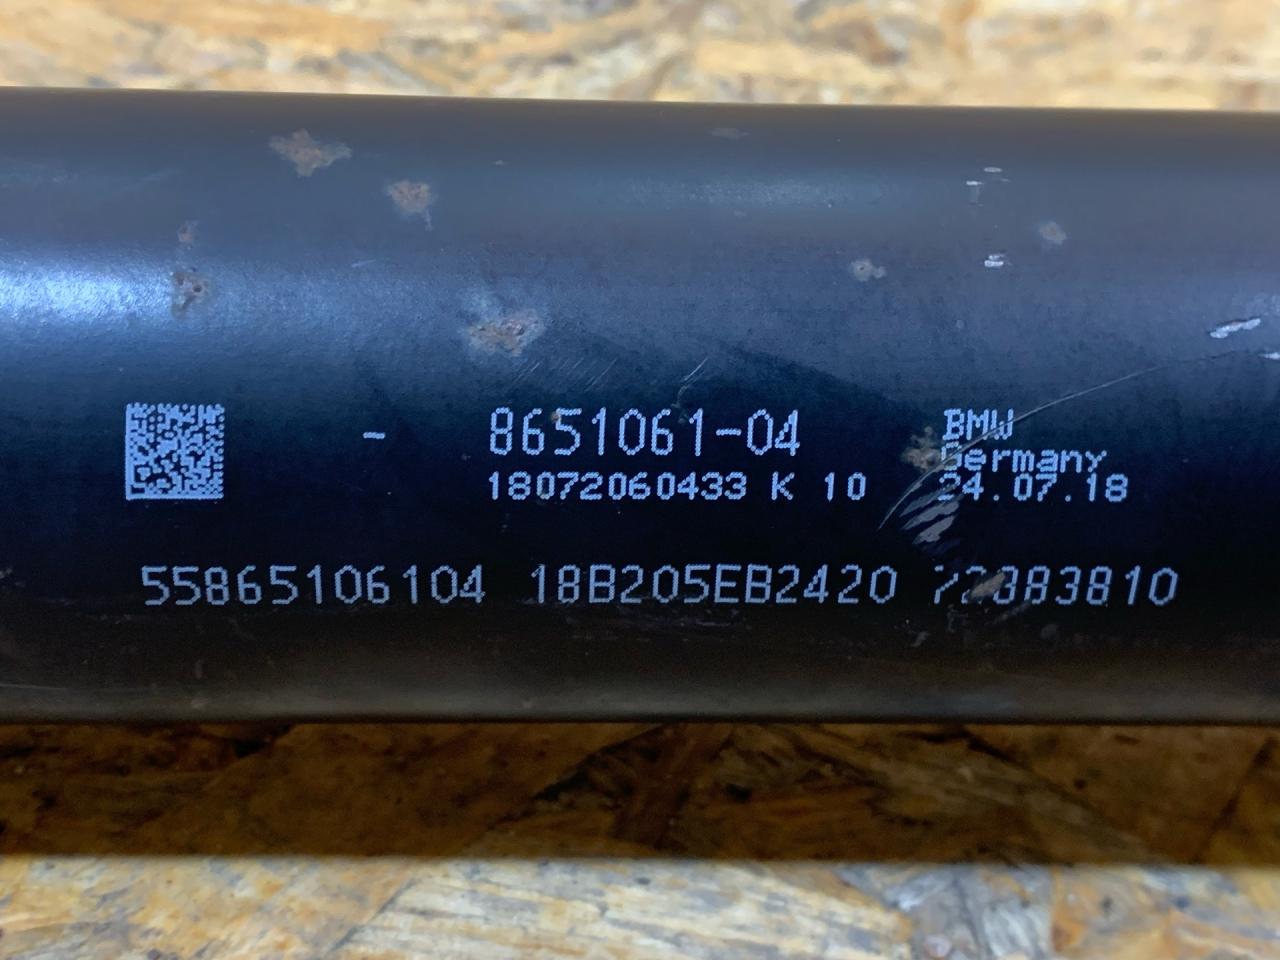 - 8651061-04 BMW
Germany
18072060433 K 10 24.07.18
55865106104 18B205EB2420